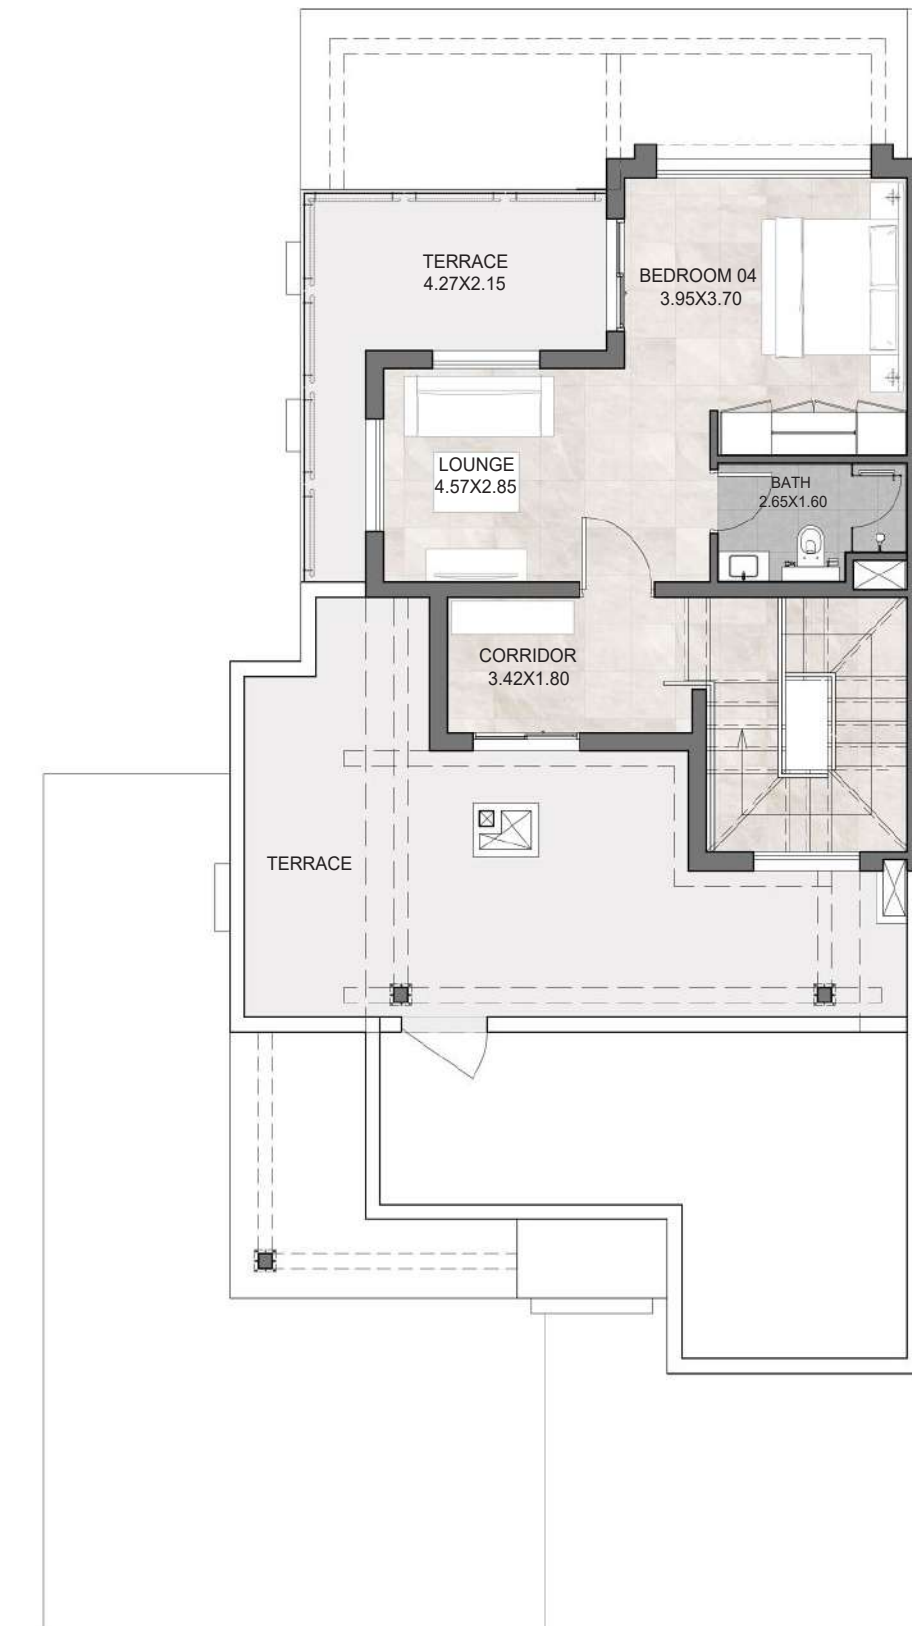 TERRACE
4.27X2.15
BEDROOM 04
3.95X3.70
LOUNGE
4.57X2.85
BATH
2.65X1.60
CORRIDOR
3.42X1.80
TERRACE